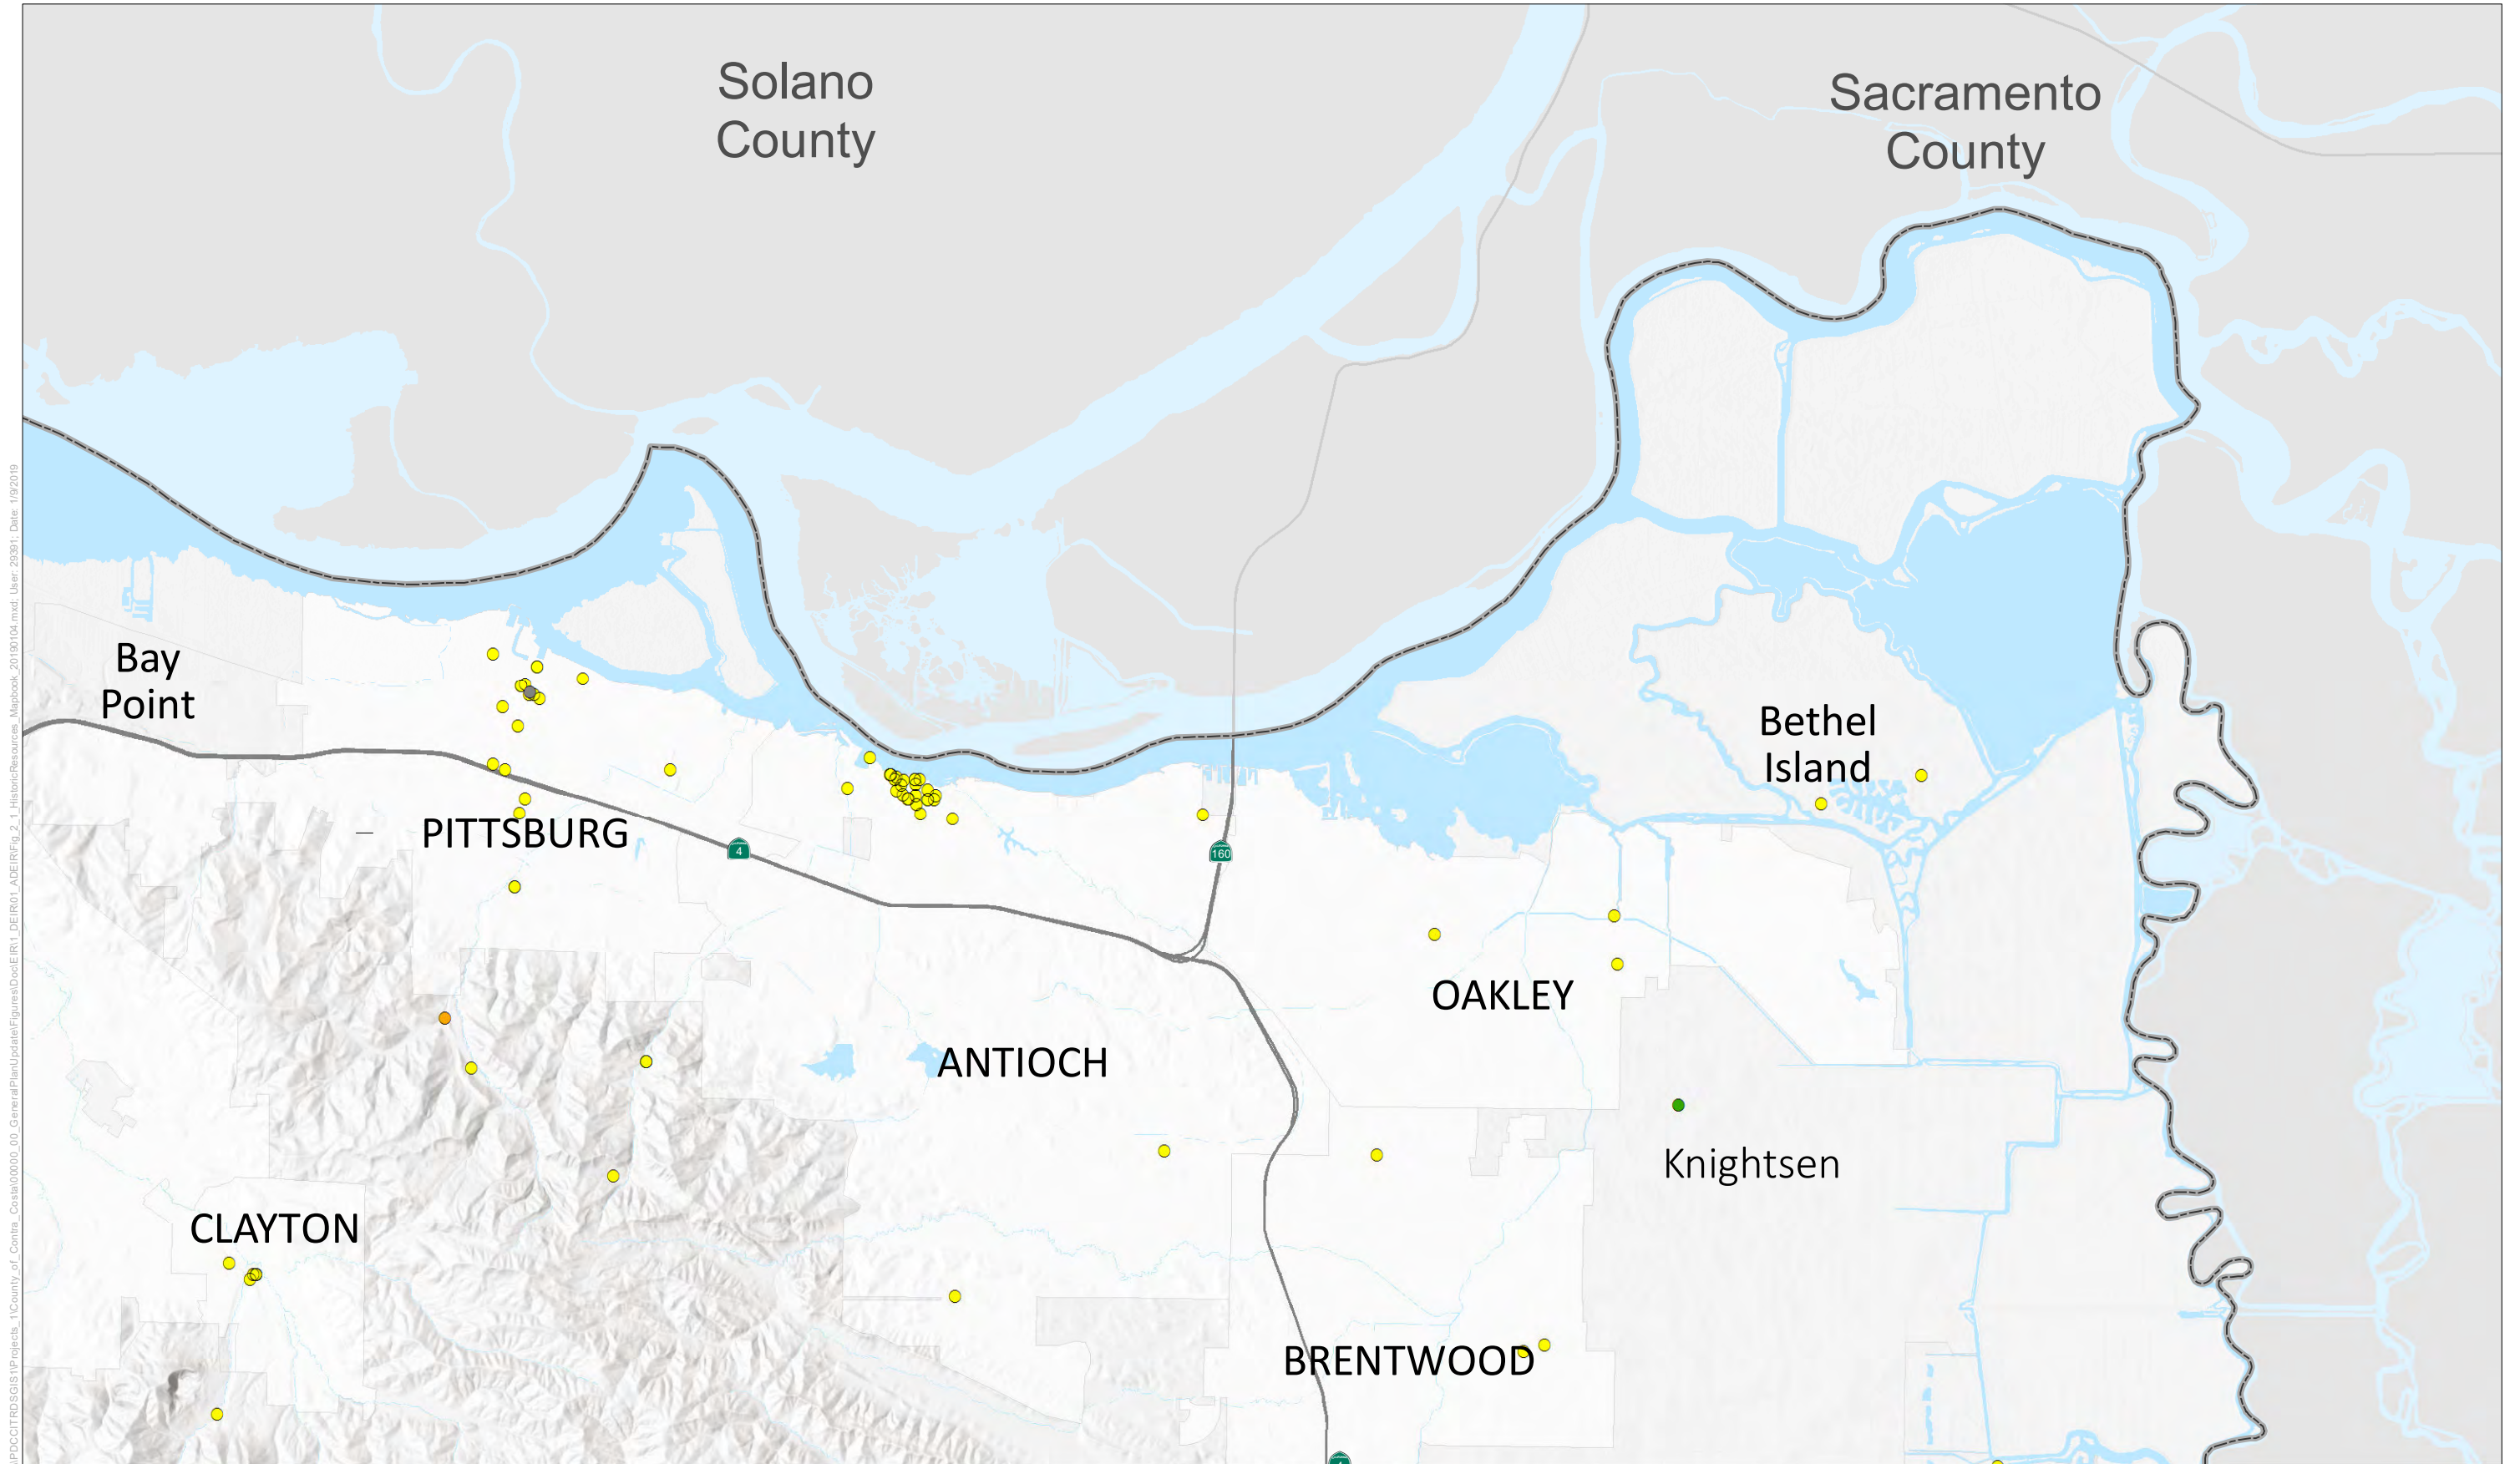 Solano
County
Sacramento
County
Bay
Point
Bethel
Island
PITTSBURG
4
160
OAKLEY
ANTIOCH
Knightsen
CLAYTON
BRENTWOOD